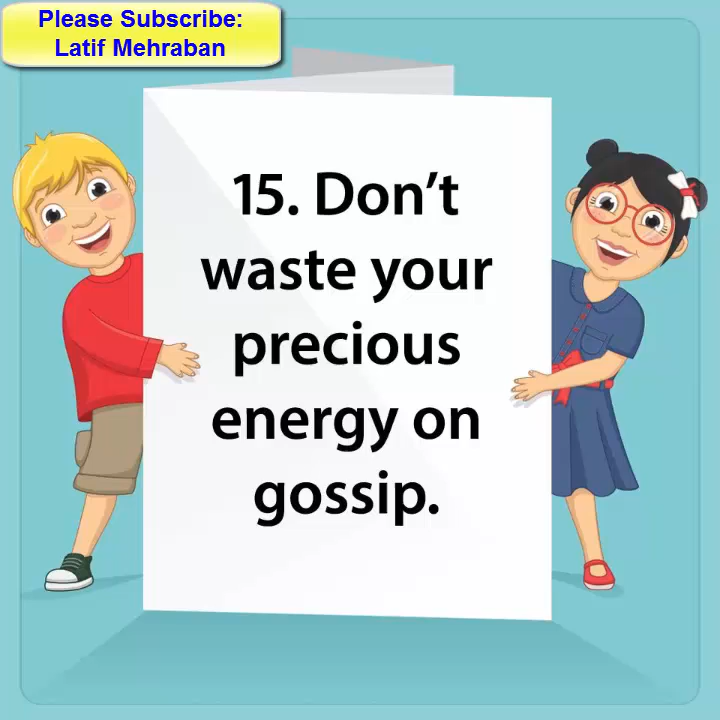 Please Subscribe:
Latif Mehraban
15. Don’t
waste your
precious
energy on
gossip.